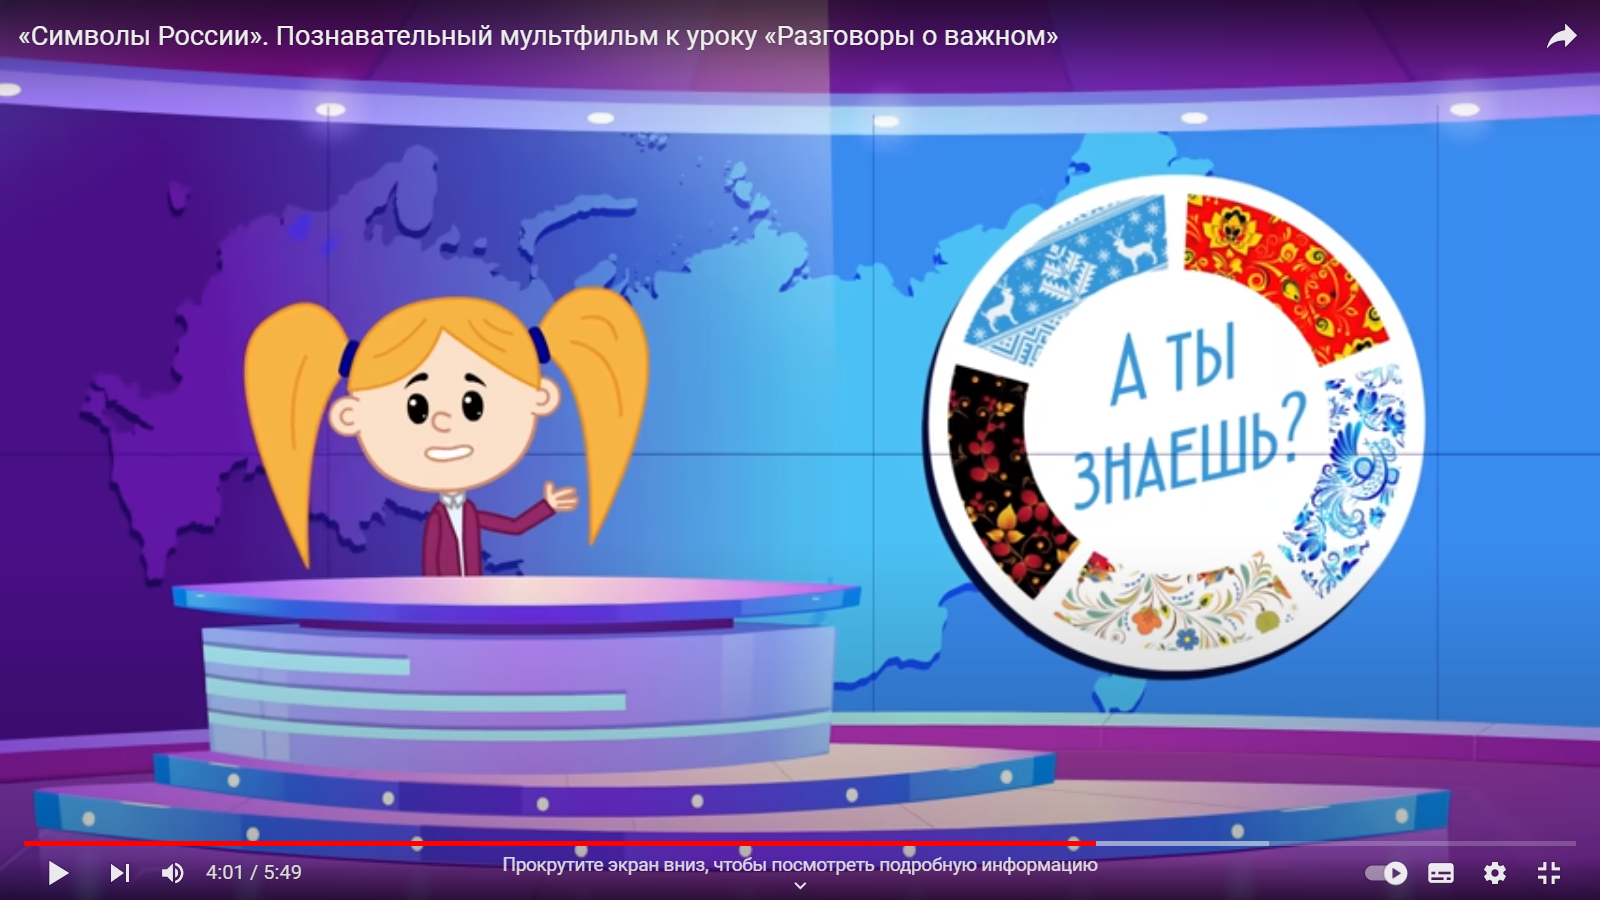 «Символы России». Познавательный мультфильм к уроку «Разговоры о важном»
А ТЫ
ЗНАЕШЬ?
4:01 / 5:49
Прокрутите экран вниз, чтобы посмотреть подробную информацию